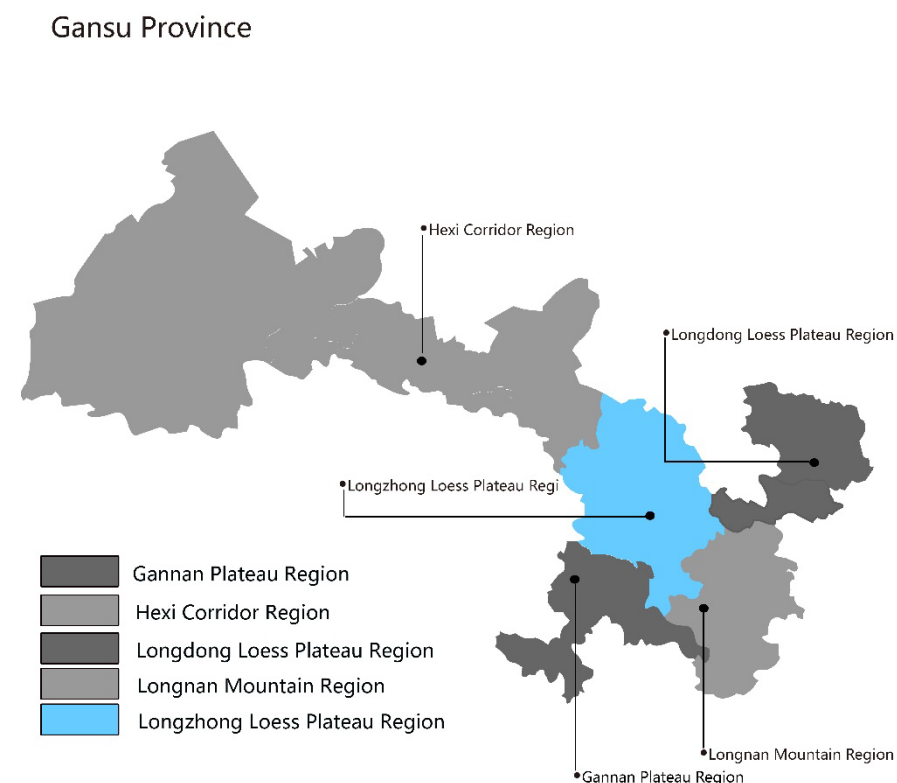 Gansu Province
Hexi Corridor Region
Longdong Loess Plateau Region
Longzhong Loess Plateau Regi
Gannan Plateau Region
Hexi Corridor Region
Longdong Loess Plateau Region
Longnan Mountain Region
Longzhong Loess Plateau Region
Longnan Mountain Region
Gannan Plateau Region